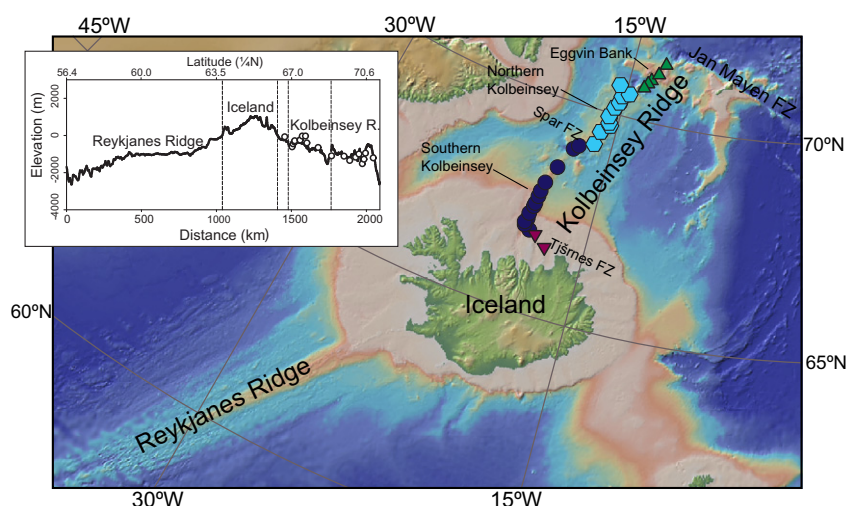 45ºW
30ºW
15ºW
Latitude (¼N)
56.4 60.0 63.5 67.0 70.6
Elevation (m)
2000
0
-2000
-4000
Iceland
Reykjanes Ridge
Kolbeinsey R.
0 500 1000 1500 2000
Distance (km)
Eggvin Bank
Northern
Kolbeinsey
Jan Mayen FZ
Spar FZ
Kolbeinsey Ridge
70ºN
Southern
Kolbeinsey
Tjšrnes FZ
Iceland
60ºN
65ºN
Reykjanes Ridge
30ºW
15ºW